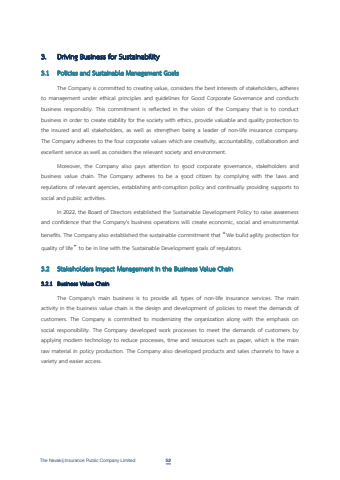 3. Driving Business for Sustainability
3.1 Policies and Sustainable Management Goals
The Company is committed to creating value, considers the best interests of stakeholders, adheres
to management under ethical principles and guidelines for Good Corporate Governance and conducts
business responsibly. This commitment is reflected in the vision of the Company that is to conduct
business in order to create stability for the society with ethics, provide valuable and quality protection to
the insured and all stakeholders, as well as strengthen being a leader of non-life insurance company.
The Company adheres to the four corporate values which are creativity, accountability, collaboration and
excellent service as well as considers the relevant society and environment.
Moreover, the Company also pays attention to good corporate governance, stakeholders and
business value chain. The Company adheres to be a good citizen by complying with the laws and
regulations of relevant agencies, establishing anti-corruption policy and continually providing supports to
social and public activities.
In 2022, the Board of Directors established the Sustainable Development Policy to raise awareness
and confidence that the Company's business operations will create economic, social and environmental
benefits. The Company also established the sustainable commitment that "We build agility protection for
quality of life" to be in line with the Sustainable Development goals of regulators.
3.2 Stakeholders Impact Management in the Business Value Chain
3.2.1 Business Value Chain
The Company's main business is to provide all types of non-life insurance services. The main
activity in the business value chain is the design and development of policies to meet the demands of
customers. The Company is committed to modernizing the organization along with the emphasis on
social responsibility. The Company developed work processes to meet the demands of customers by
applying modern technology to reduce processes, time and resources such as paper, which is the main
raw material in policy production. The Company also developed products and sales channels to have a
variety and easier access.
The Navakij Insurance Public Company Limited 53